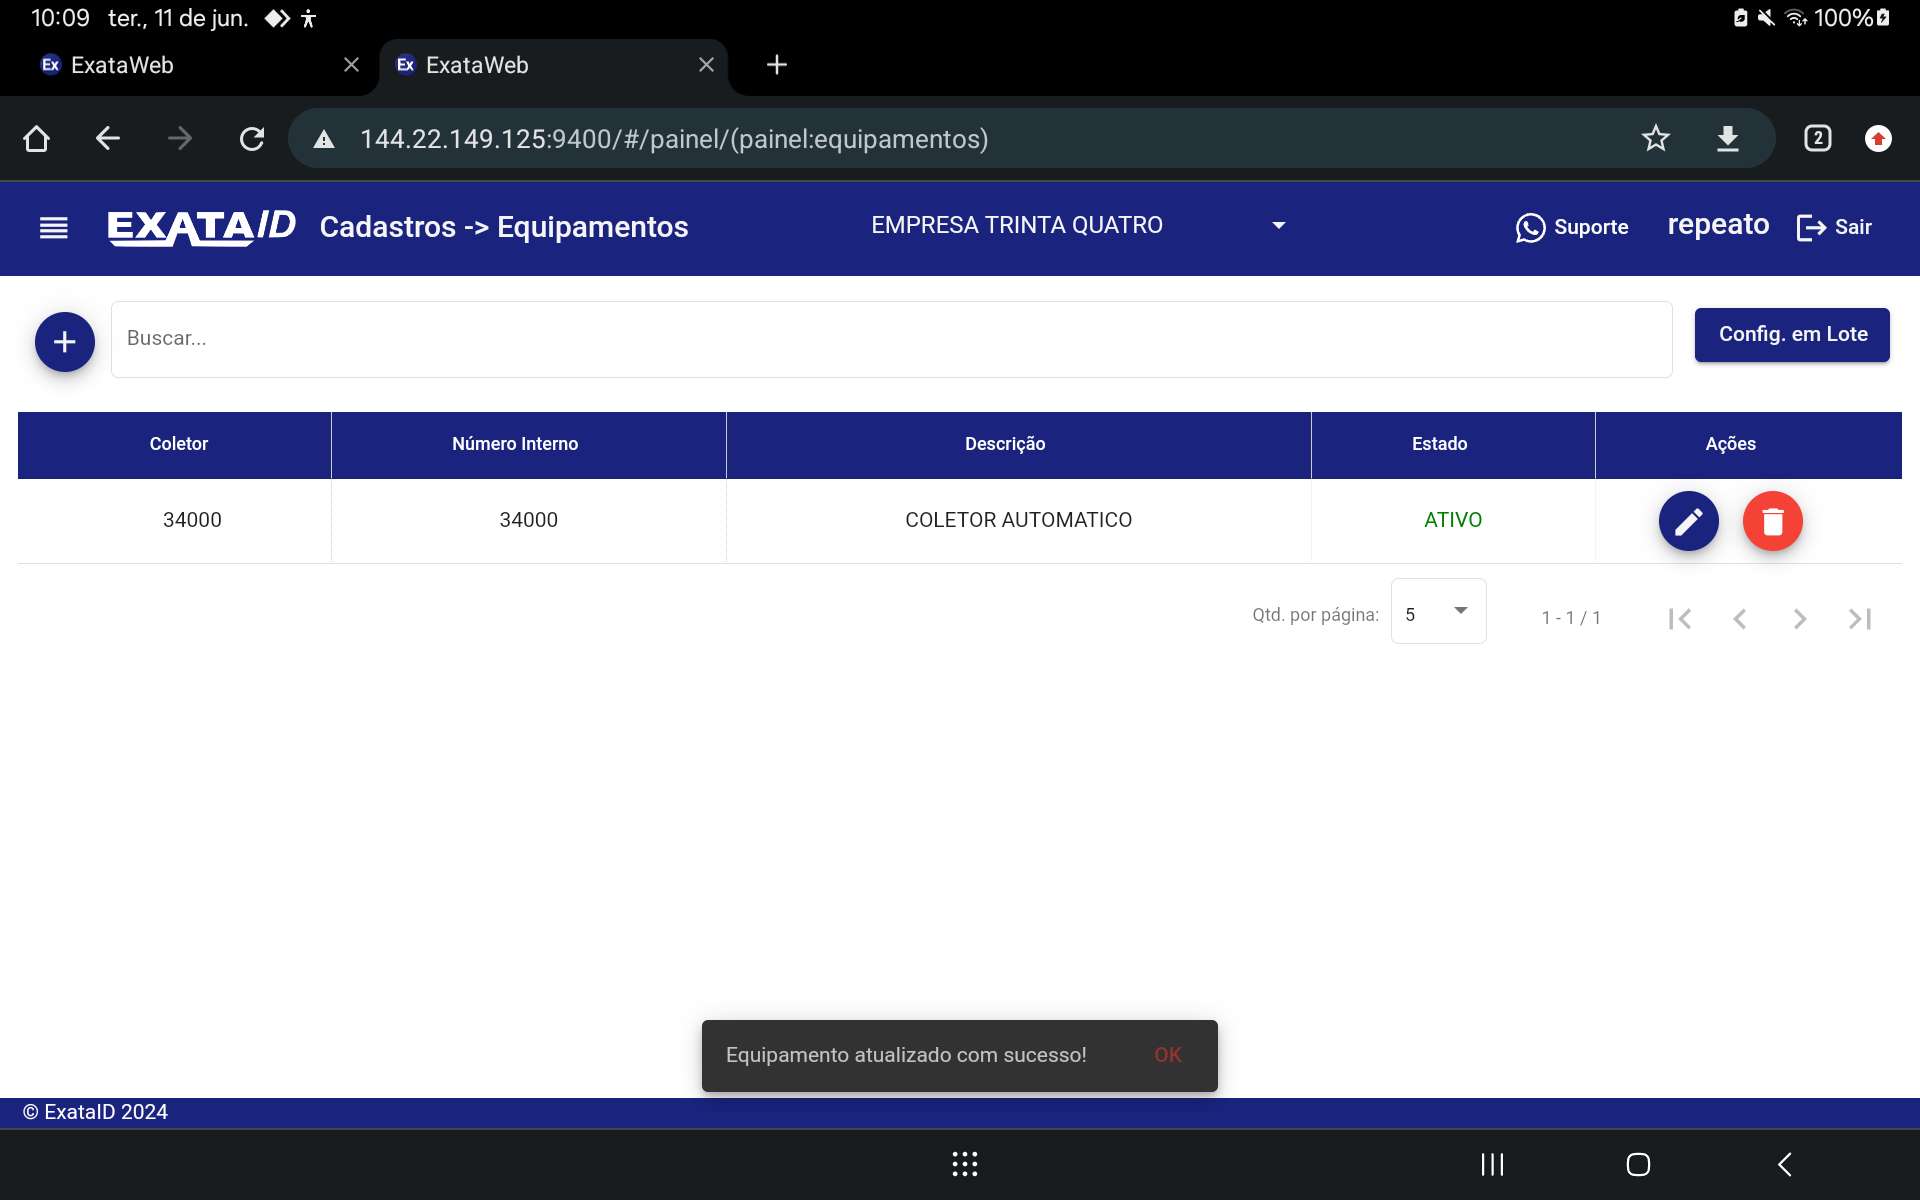 10:09 ter., 11 de jun. 100%
Ex ExataWeb
Ex ExataWeb
144.22.149.125:9400/#/painel/(painel:equipamentos)
2
EXATAID Cadastros -> Equipamentos EMPRESA TRINTA QUATRO Suporte repeato Sair
Buscar...
Config. em Lote
Coletor Número Interno Descrição Estado Ações
34000 34000 COLETOR AUTOMATICO ATIVO
Qtd. por página: 5 1 - 1 / 1
Equipamento atualizado com sucesso! OK
© ExataID 2024